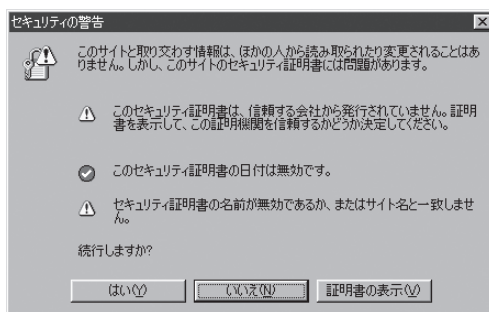 セキュリティの警告
このサイトと取り交わす情報は、ほかの人から読み取られたり変更されることはあ
りません。しかし、このサイトのセキュリティ証明書には問題があります。
このセキュリティ証明書は、信頼する会社から発行されていません。証明
書を表示して、この証明機関を信頼するかどうか決定してください。
このセキュリティ証明書の日付は無効です。
セキュリティ証明書の名前が無効であるか、またはサイト名と一致しませ
ん。
続行しますか?
はい(Y)
いいえ(N)
証明書の表示(V)